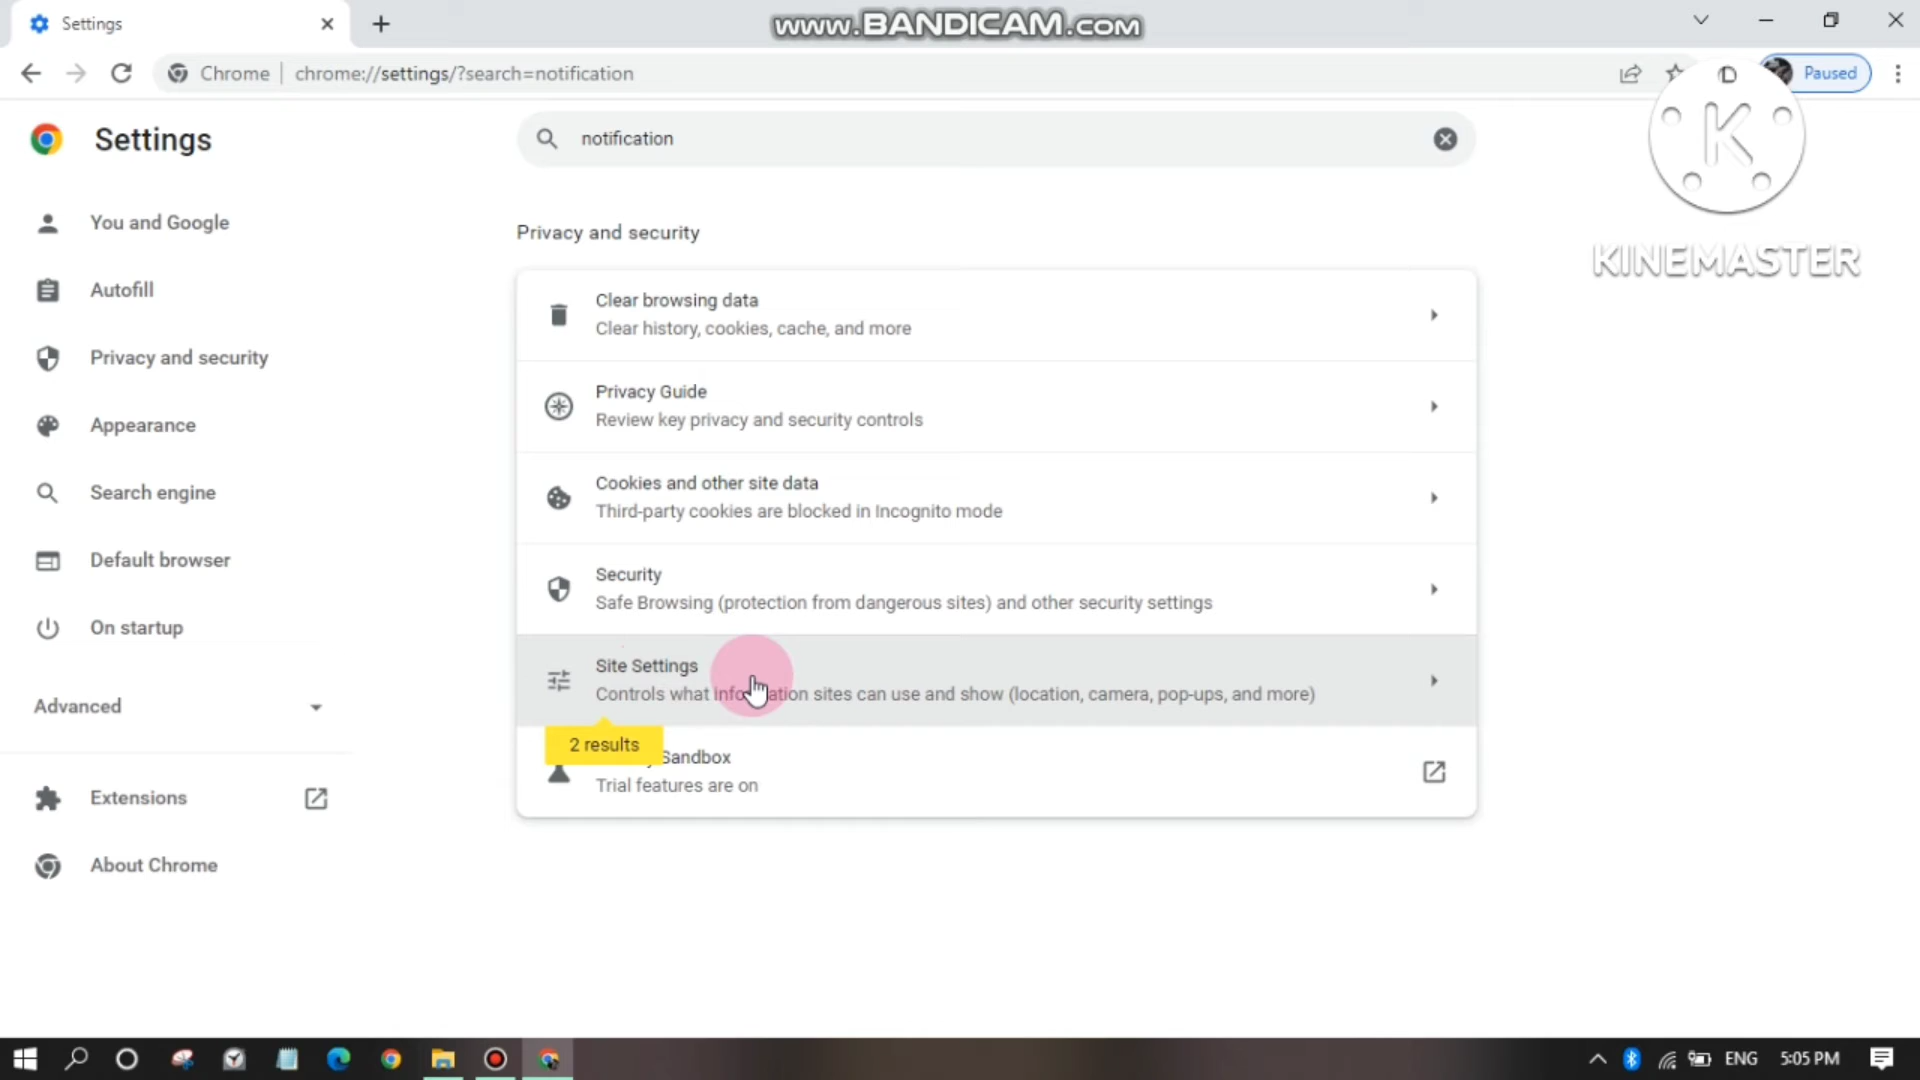 Settings
www.BANDICAM.com
Chrome
chrome://settings/?search=notification
Paused
Settings
notification
K
KINEMASTER
You and Google
Autofill
Privacy and security
Appearance
Search engine
Default browser
On startup
Advanced
Extensions
About Chrome
Privacy and security
Clear browsing data
Clear history, cookies, cache, and more
Privacy Guide
Review key privacy and security controls
Cookies and other site data
Third-party cookies are blocked in Incognito mode
Security
Safe Browsing (protection from dangerous sites) and other security settings
Site Settings
Controls what information sites can use and show (location, camera, pop-ups, and more)
2 results
Sandbox
Trial features are on
ENG
5:05 PM